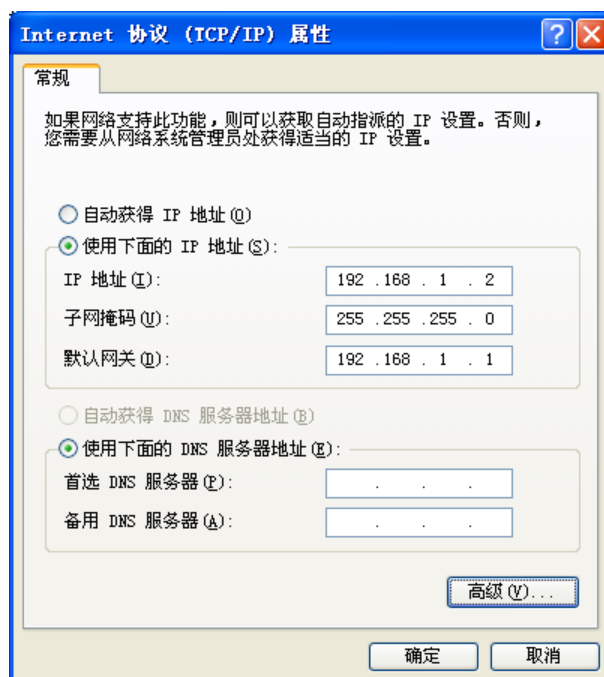 Internet 协议 (TCP/IP) 属性
常规
如果网络支持此功能，则可以获取自动指派的 IP 设置。否则，
您需要从网络系统管理员处获得适当的 IP 设置。
自动获得 IP 地址(O)
使用下面的 IP 地址(S):
IP 地址(I): 192 .168 . 1 . 2
子网掩码(U): 255 .255 .255 . 0
默认网关(D): 192 .168 . 1 . 1
自动获得 DNS 服务器地址(B)
使用下面的 DNS 服务器地址(E):
首选 DNS 服务器(P): . . .
备用 DNS 服务器(A): . . .
高级(V)...
确定 取消